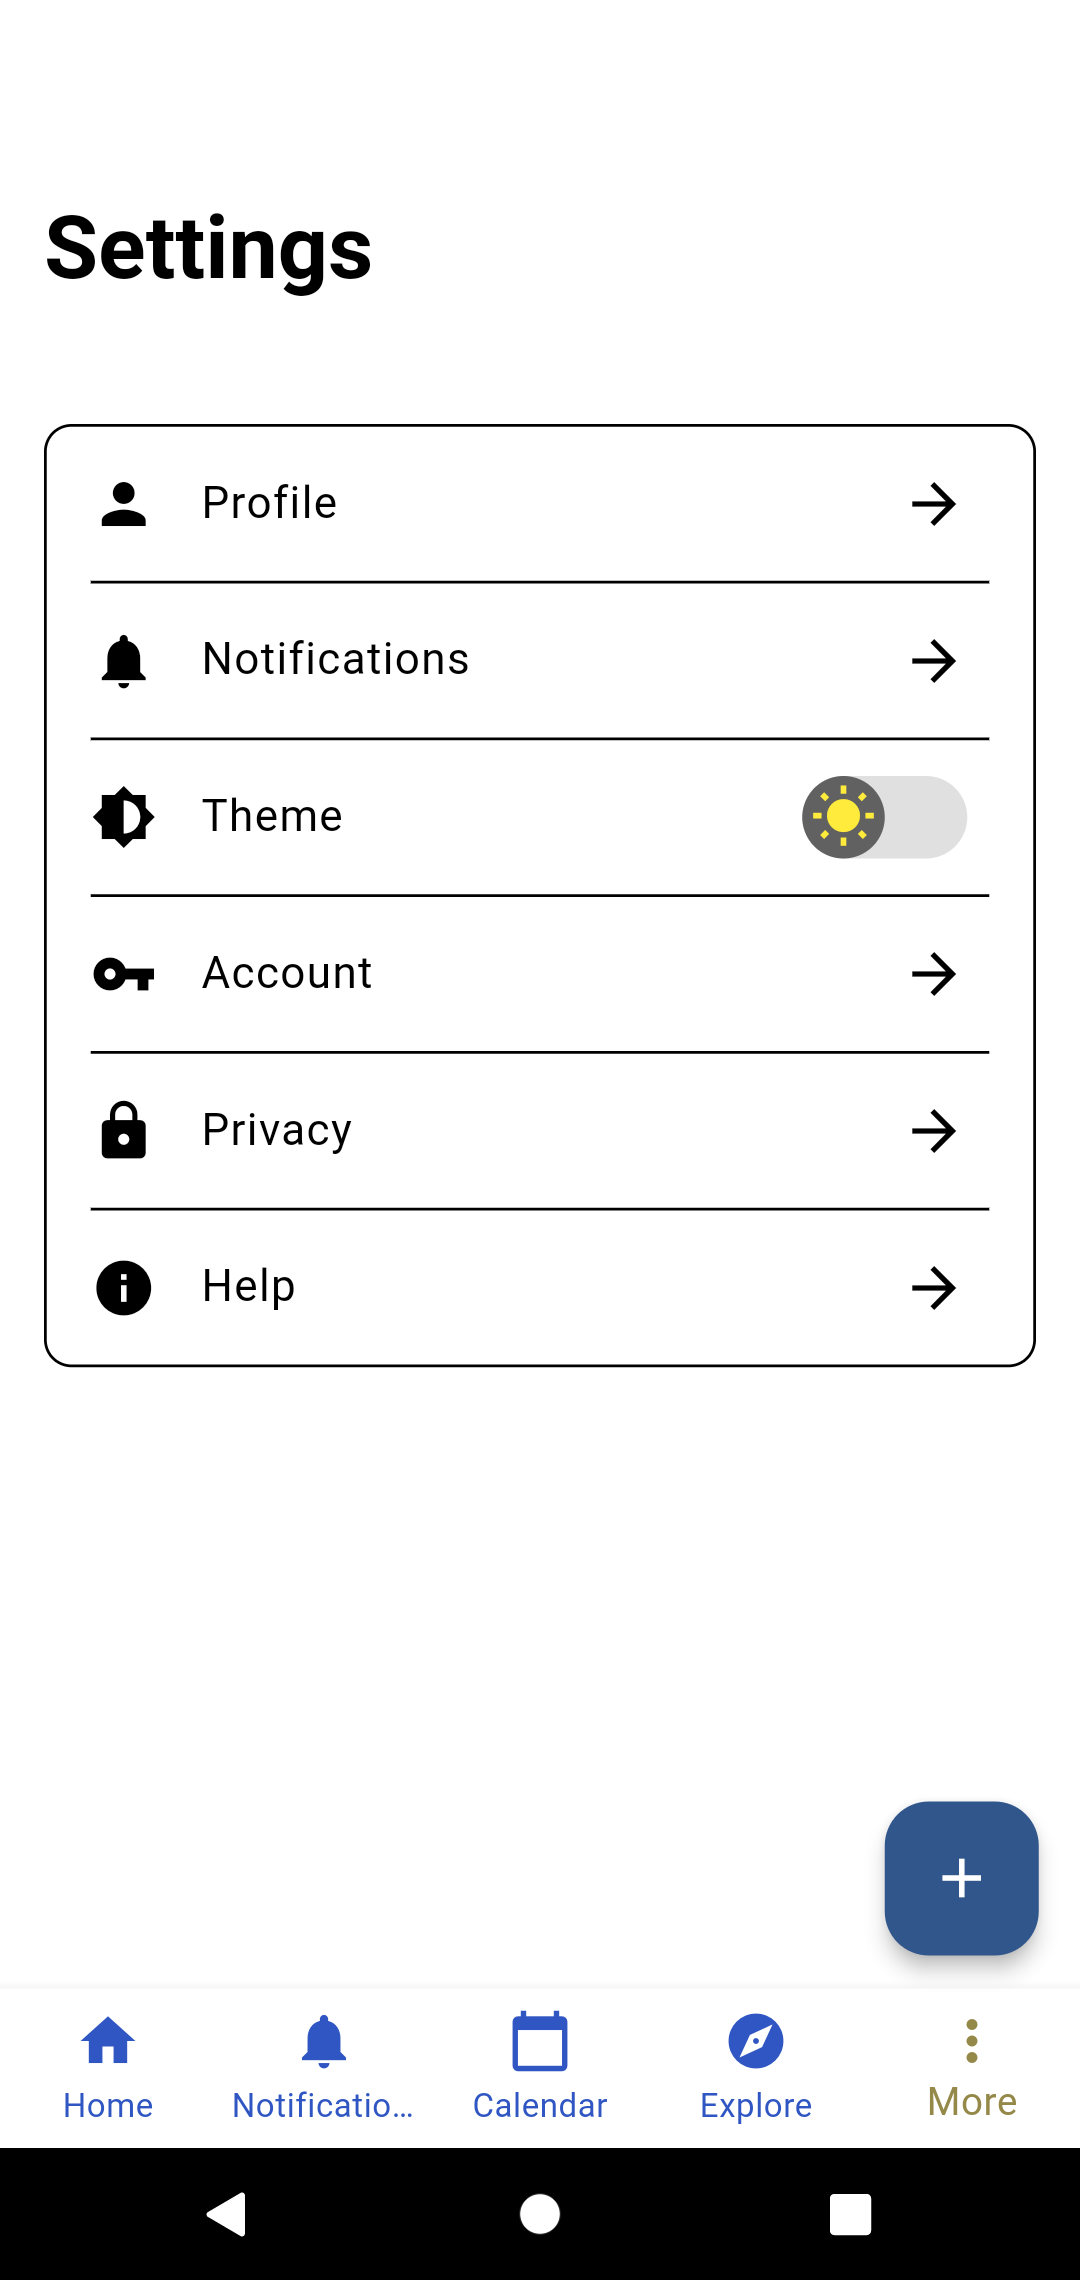 Settings
Profile
Notifications
Theme
Account
Privacy
Help
Home
Notificatio...
Calendar
Explore
More